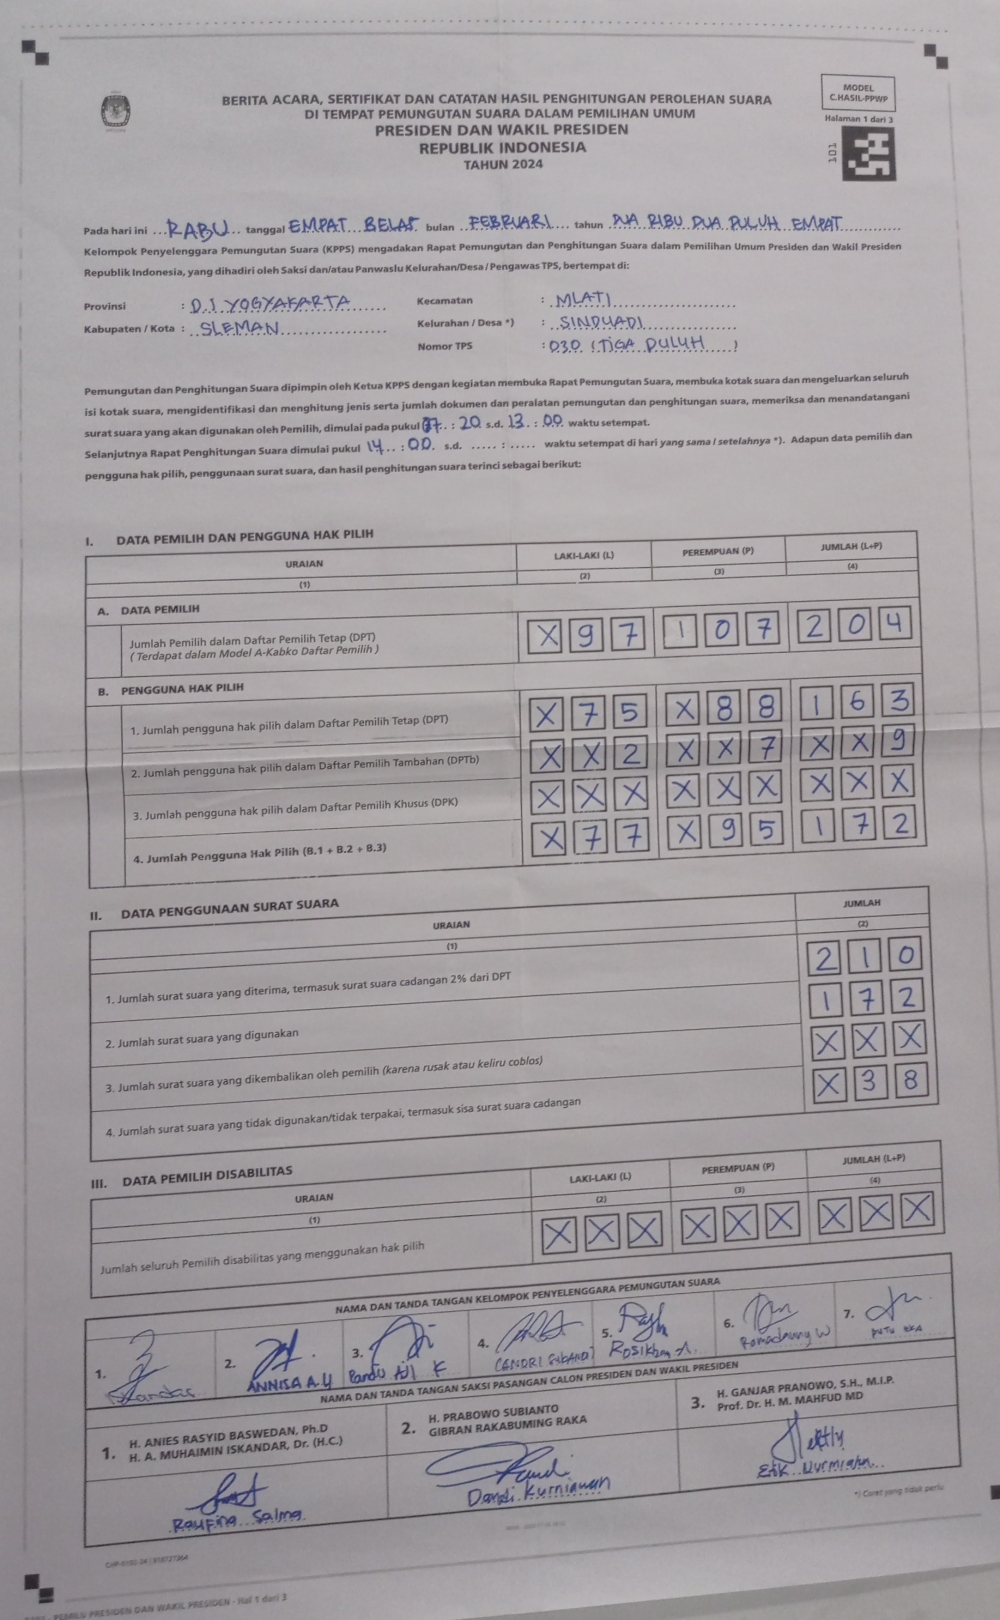 MODEL
C.HASIL-PPWP
Halaman 1 dari 3
101
BERITA ACARA, SERTIFIKAT DAN CATATAN HASIL PENGHITUNGAN PEROLEHAN SUARA
DI TEMPAT PEMUNGUTAN SUARA DALAM PEMILIHAN UMUM
PRESIDEN DAN WAKIL PRESIDEN
REPUBLIK INDONESIA
TAHUN 2024
Pada hari ini ...RABU... tanggal EMPAT BELAS bulan ..FEBRUARI.... tahun DUA RIBU DUA PULUH EMPAT
Kelompok Penyelenggara Pemungutan Suara (KPPS) mengadakan Rapat Pemungutan dan Penghitungan Suara dalam Pemilihan Umum Presiden dan Wakil Presiden
Republik Indonesia, yang dihadiri oleh Saksi dan/atau Panwaslu Kelurahan/Desa / Pengawas TPS, bertempat di:
Provinsi : D.I YOGYAKARTA Kecamatan : MLATI
Kabupaten / Kota : SLEMAN Kelurahan / Desa *) : SINDUADI
Nomor TPS : 030 (TIGA PULUH)
Pemungutan dan Penghitungan Suara dipimpin oleh Ketua KPPS dengan kegiatan membuka Rapat Pemungutan Suara, membuka kotak suara dan mengeluarkan seluruh
isi kotak suara, mengidentifikasi dan menghitung jenis serta jumlah dokumen dan peralatan pemungutan dan penghitungan suara, memeriksa dan menandatangani
surat suara yang akan digunakan oleh Pemilih, dimulai pada pukul 07 : 20 s.d. 13 : 00 waktu setempat.
Selanjutnya Rapat Penghitungan Suara dimulai pukul 14 : 00 s.d. ..... : ..... waktu setempat di hari yang sama / setelahnya *). Adapun data pemilih dan
pengguna hak pilih, penggunaan surat suara, dan hasil penghitungan suara terinci sebagai berikut:
I. DATA PEMILIH DAN PENGGUNA HAK PILIH
URAIAN LAKI-LAKI (L) PEREMPUAN (P) JUMLAH (L+P)
(1) (2) (3) (4)
A. DATA PEMILIH
Jumlah Pemilih dalam Daftar Pemilih Tetap (DPT) X 9 7 1 0 7 2 0 4
( Terdapat dalam Model A-Kabko Daftar Pemilih )
B. PENGGUNA HAK PILIH
1. Jumlah pengguna hak pilih dalam Daftar Pemilih Tetap (DPT) X 7 5 X 8 8 1 6 3
2. Jumlah pengguna hak pilih dalam Daftar Pemilih Tambahan (DPTb) X X 2 X X 7 X X 9
3. Jumlah pengguna hak pilih dalam Daftar Pemilih Khusus (DPK) X X X X X X X X X
4. Jumlah Pengguna Hak Pilih (B.1 + B.2 + B.3) X 7 7 X 9 5 1 7 2
II. DATA PENGGUNAAN SURAT SUARA
URAIAN JUMLAH
(1) (2)
1. Jumlah surat suara yang diterima, termasuk surat suara cadangan 2% dari DPT 2 1 0
2. Jumlah surat suara yang digunakan 1 7 2
3. Jumlah surat suara yang dikembalikan oleh pemilih (karena rusak atau keliru coblos) X X X
4. Jumlah surat suara yang tidak digunakan/tidak terpakai, termasuk sisa surat suara cadangan X 3 8
III. DATA PEMILIH DISABILITAS
URAIAN LAKI-LAKI (L) PEREMPUAN (P) JUMLAH (L+P)
(1) (2) (3) (4)
Jumlah seluruh Pemilih disabilitas yang menggunakan hak pilih X X X X X X X X X
NAMA DAN TANDA TANGAN KELOMPOK PENYELENGGARA PEMUNGUTAN SUARA
1. 2. 3. 4. 5. 6. 7.
Iskandar ANNISA A.U Pandu Aji K Rosikhan A. Romadhony W PUTU EKA
NAMA DAN TANDA TANGAN SAKSI PASANGAN CALON PRESIDEN DAN WAKIL PRESIDEN
1. H. ANIES RASYID BASWEDAN, Ph.D
H. A. MUHAIMIN ISKANDAR, Dr. (H.C.)
2. H. PRABOWO SUBIANTO
GIBRAN RAKABUMING RAKA
3. H. GANJAR PRANOWO, S.H., M.I.P.
Prof. Dr. H. M. MAHFUD MD
Raufina Salma Dandi Kurniawan
*) Coret yang tidak perlu
PEMILU PRESIDEN DAN WAKIL PRESIDEN - Hal 1 dari 3